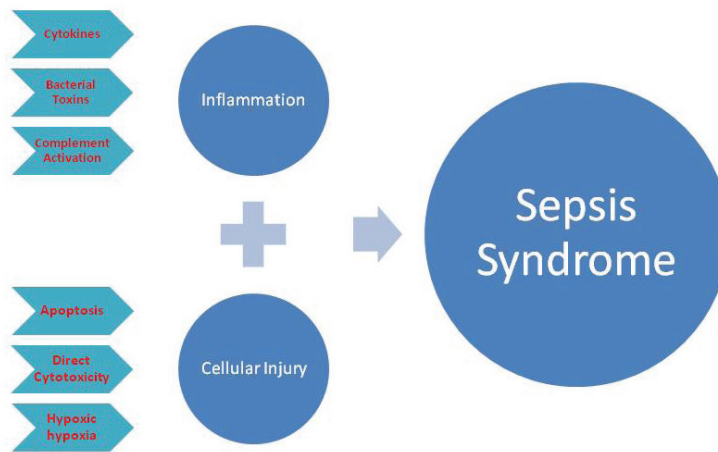 Cytokines
Bacterial
Toxins
Complement
Activation
Inflammation
Apoptosis
Direct
Cytotoxicity
Hypoxic
hypoxia
Cellular Injury
Sepsis
Syndrome